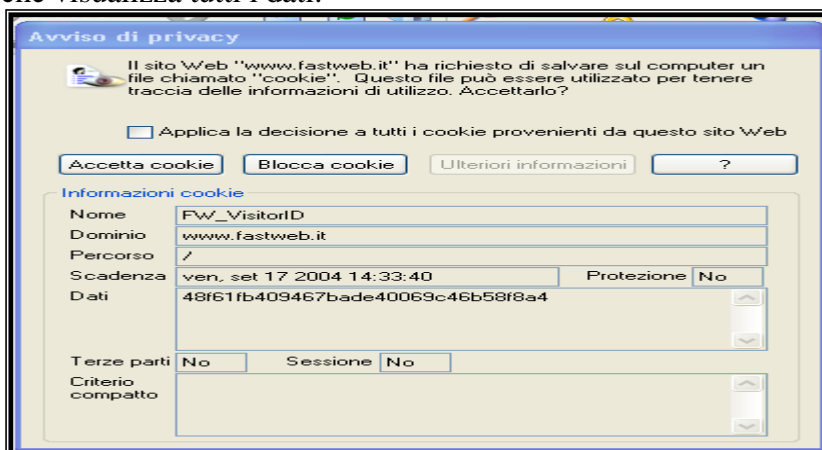 che visualizza tutti i dati.
Avviso di privacy
Il sito Web "www.fastweb.it" ha richiesto di salvare sul computer un
file chiamato "cookie". Questo file può essere utilizzato per tenere
traccia delle informazioni di utilizzo. Accettarlo?
Applica la decisione a tutti i cookie provenienti da questo sito Web
Accetta cookie Blocca cookie Ulteriori informazioni ?
Informazioni cookie
Nome FW_VisitorID
Dominio www.fastweb.it
Percorso /
Scadenza ven, set 17 2004 14:33:40 Protezione No
Dati 48f61fb409467bade40069c46b58f8a4
Terze parti No Sessione No
Criterio
compatto